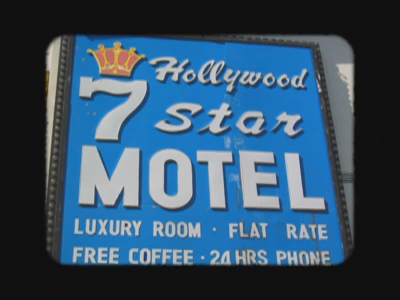 Hollywood
7 Star
MOTEL
LUXURY ROOM · FLAT RATE
FREE COFFEE · 24 HRS PHONE